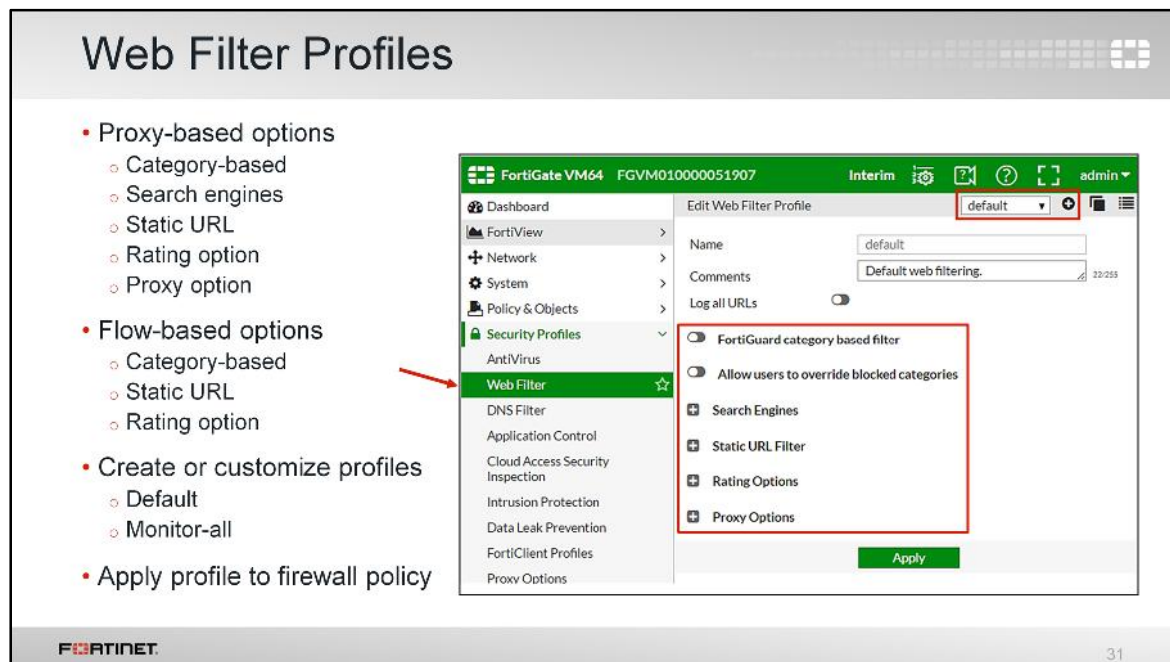 Web Filter Profiles
• Proxy-based options
o Category-based
o Search engines
o Static URL
o Rating option
o Proxy option
• Flow-based options
o Category-based
o Static URL
o Rating option
• Create or customize profiles
o Default
o Monitor-all
• Apply profile to firewall policy
FortiGate VM64 FGVM010000051907 Interim admin
Dashboard
FortiView
Network
System
Policy & Objects
Security Profiles
AntiVirus
Web Filter
DNS Filter
Application Control
Cloud Access Security
Inspection
Intrusion Protection
Data Leak Prevention
FortiClient Profiles
Proxy Options
Edit Web Filter Profile default
Name default
Comments Default web filtering. 22/255
Log all URLs
FortiGuard category based filter
Allow users to override blocked categories
Search Engines
Static URL Filter
Rating Options
Proxy Options
Apply
FORTINET.
31